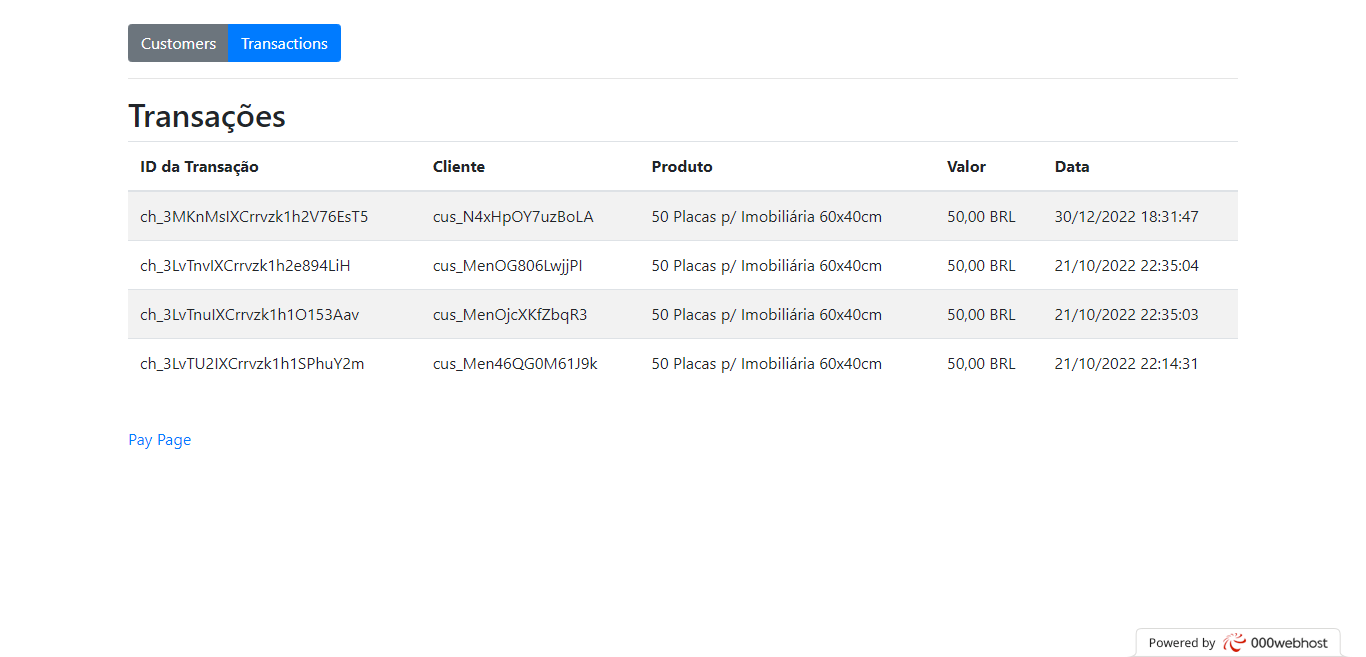 Customers Transactions
Transações
ID da Transação Cliente Produto Valor Data
ch_3MKnMsIXCrrvzk1h2V76EsT5 cus_N4xHpOY7uzBoLA 50 Placas p/ Imobiliária 60x40cm 50,00 BRL 30/12/2022 18:31:47
ch_3LvTnvIXCrrvzk1h2e894LiH cus_MenOG806LwjjPI 50 Placas p/ Imobiliária 60x40cm 50,00 BRL 21/10/2022 22:35:04
ch_3LvTnuIXCrrvzk1h1O153Aav cus_MenOjcXKfZbqR3 50 Placas p/ Imobiliária 60x40cm 50,00 BRL 21/10/2022 22:35:03
ch_3LvTU2IXCrrvzk1h1SPhuY2m cus_Men46QG0M61J9k 50 Placas p/ Imobiliária 60x40cm 50,00 BRL 21/10/2022 22:14:31
Pay Page
Powered by 000webhost